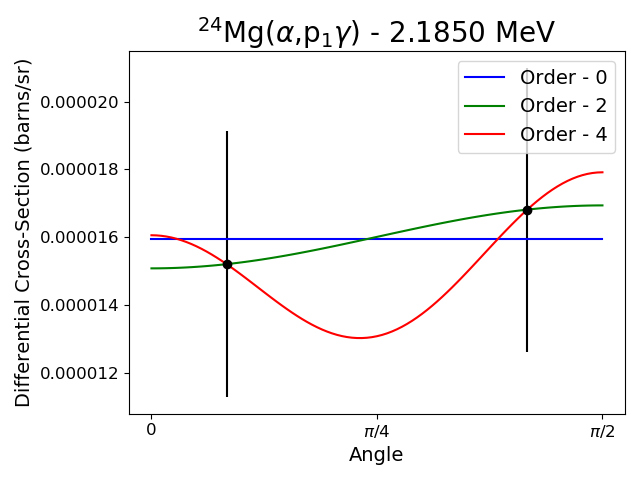 ²⁴Mg(α,p₁γ) - 2.1850 MeV
Differential Cross-Section (barns/sr)
0.000020
0.000018
0.000016
0.000014
0.000012
Order - 0
Order - 2
Order - 4
0
π/4
π/2
Angle